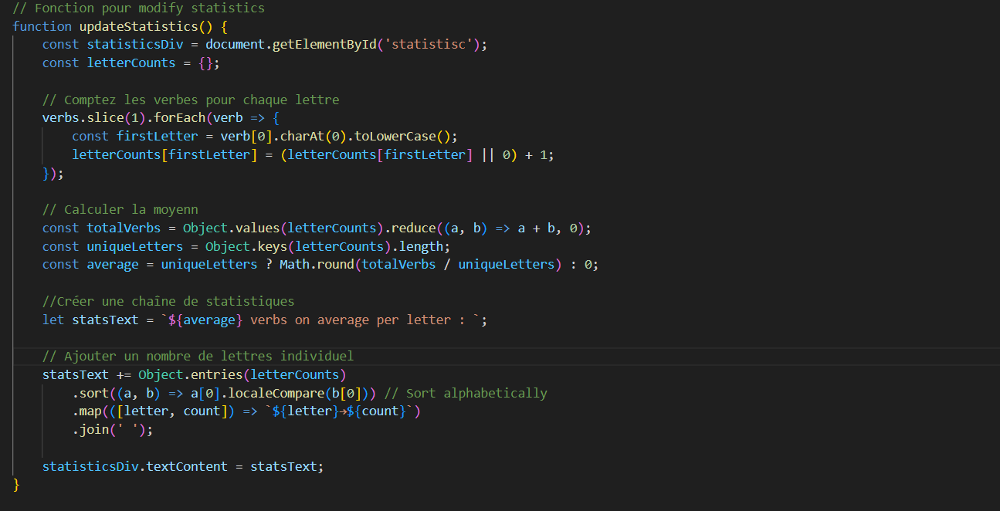 // Fonction pour modify statistics
function updateStatistics() {
    const statisticsDiv = document.getElementById('statistisc');
    const letterCounts = {};

    // Comptez les verbes pour chaque lettre
    verbs.slice(1).forEach(verb => {
        const firstLetter = verb[0].charAt(0).toLowerCase();
        letterCounts[firstLetter] = (letterCounts[firstLetter] || 0) + 1;
    });

    // Calculer la moyenn
    const totalVerbs = Object.values(letterCounts).reduce((a, b) => a + b, 0);
    const uniqueLetters = Object.keys(letterCounts).length;
    const average = uniqueLetters ? Math.round(totalVerbs / uniqueLetters) : 0;

    //Créer une chaîne de statistiques
    let statsText = `${average} verbs on average per letter : `;

    // Ajouter un nombre de lettres individuel
    statsText += Object.entries(letterCounts)
        .sort((a, b) => a[0].localeCompare(b[0])) // Sort alphabetically
        .map(([letter, count]) => `${letter}→${count}`)
        .join(' ');

    statisticsDiv.textContent = statsText;
}